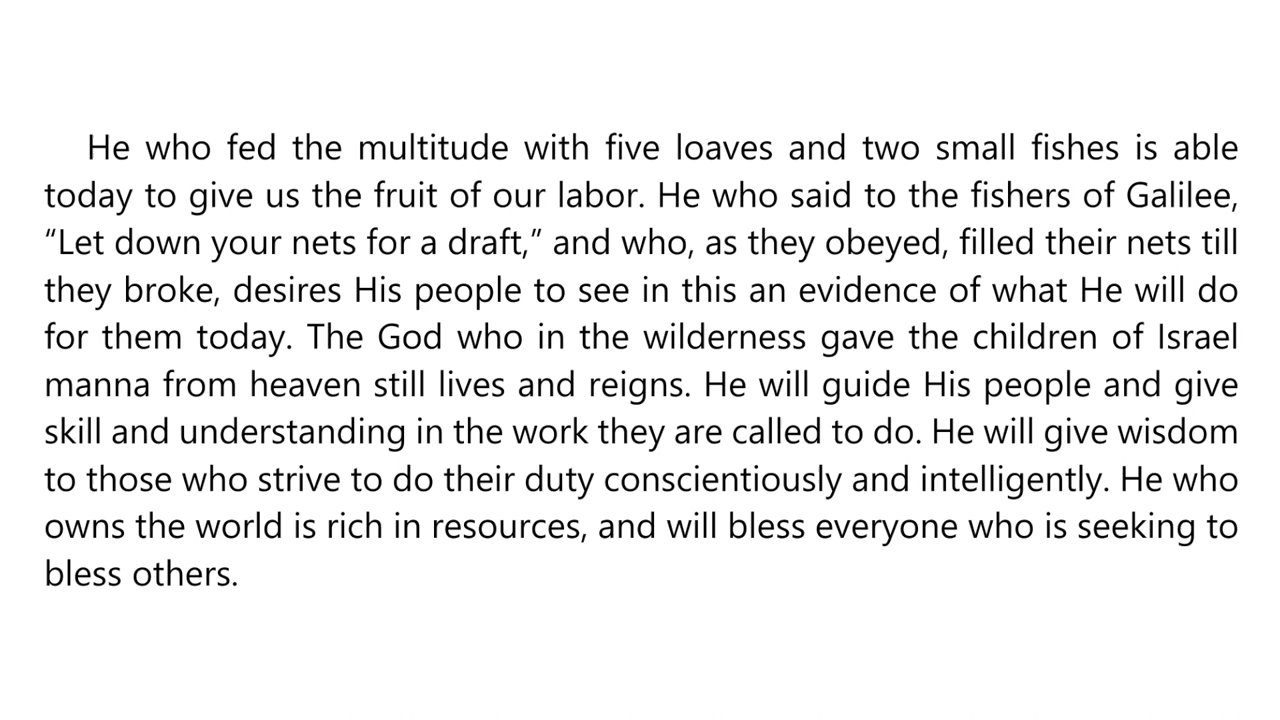 He who fed the multitude with five loaves and two small fishes is able
today to give us the fruit of our labor. He who said to the fishers of Galilee,
“Let down your nets for a draft,” and who, as they obeyed, filled their nets till
they broke, desires His people to see in this an evidence of what He will do
for them today. The God who in the wilderness gave the children of Israel
manna from heaven still lives and reigns. He will guide His people and give
skill and understanding in the work they are called to do. He will give wisdom
to those who strive to do their duty conscientiously and intelligently. He who
owns the world is rich in resources, and will bless everyone who is seeking to
bless others.